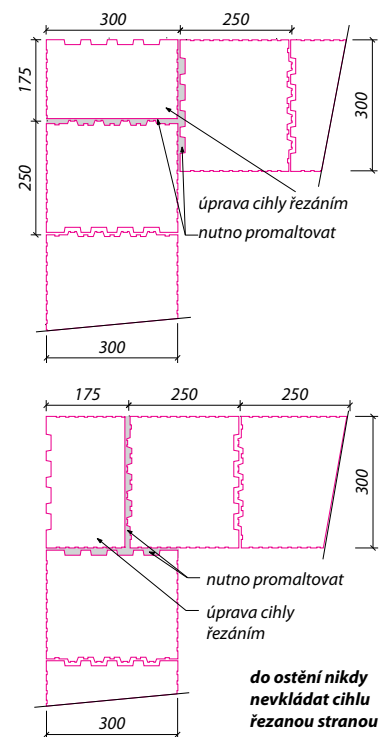 300 250
175
300
250
úprava cihly řezáním
nutno promaltovat
300
175 250 250
300
nutno promaltovat
úprava cihly
řezáním
do ostění nikdy
nevkládat cihlu
řezanou stranou
300